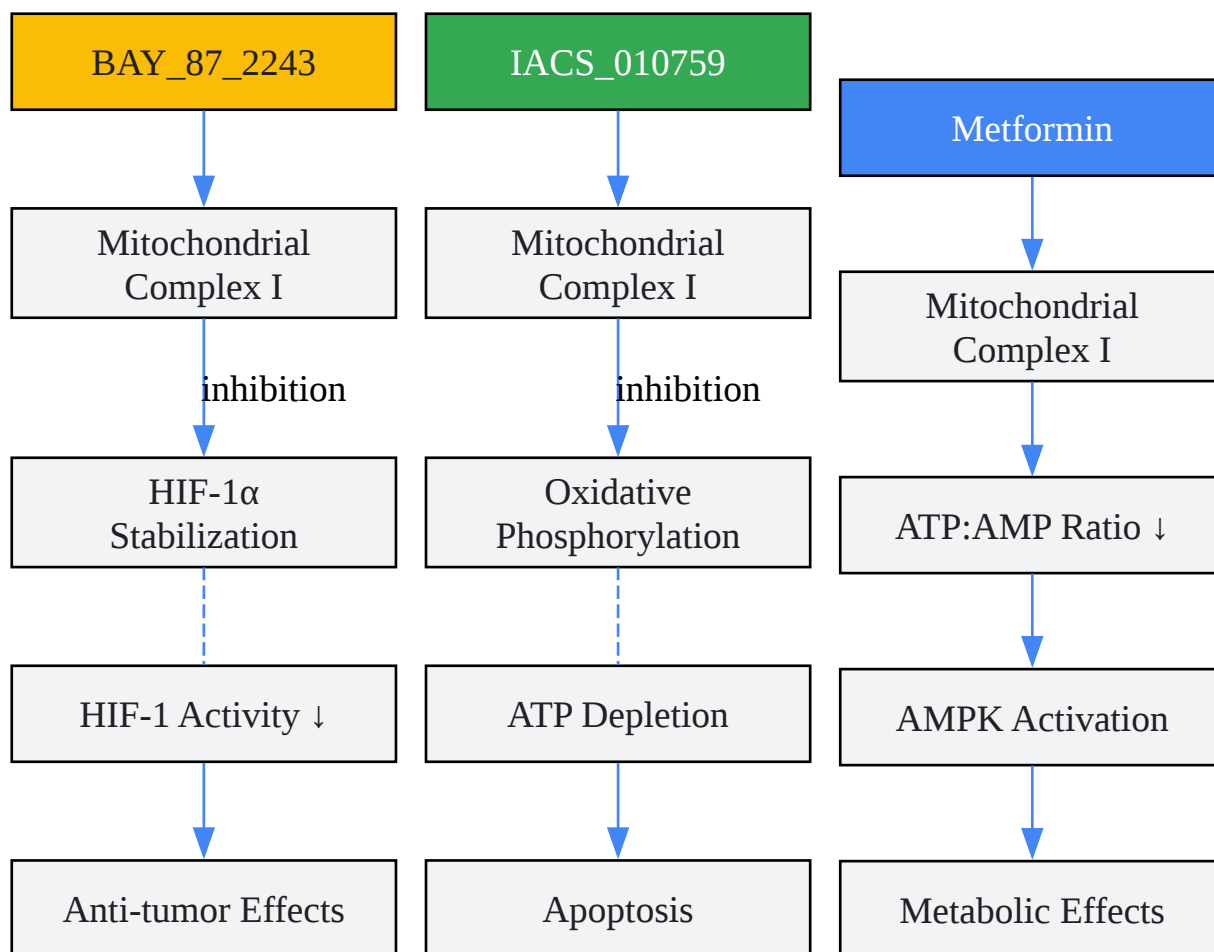 BAY_87_2243
Mitochondrial
Complex I
inhibition
HIF-1α
Stabilization
HIF-1 Activity ↓
Anti-tumor Effects
IACS_010759
Mitochondrial
Complex I
inhibition
Oxidative
Phosphorylation
ATP Depletion
Apoptosis
Metformin
Mitochondrial
Complex I
ATP:AMP Ratio ↓
AMPK Activation
Metabolic Effects